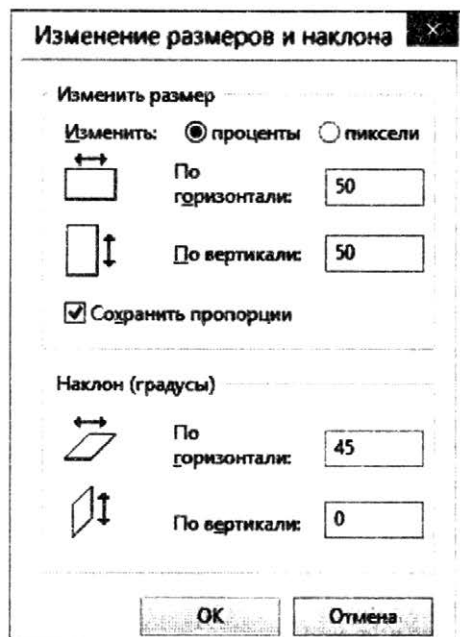 Изменение размеров и наклона
Изменить размер
Изменить: проценты пиксели
По
горизонтали: 50
По вертикали: 50
Сохранить пропорции
Наклон (градусы)
По
горизонтали: 45
По вертикали: 0
ОК Отмена